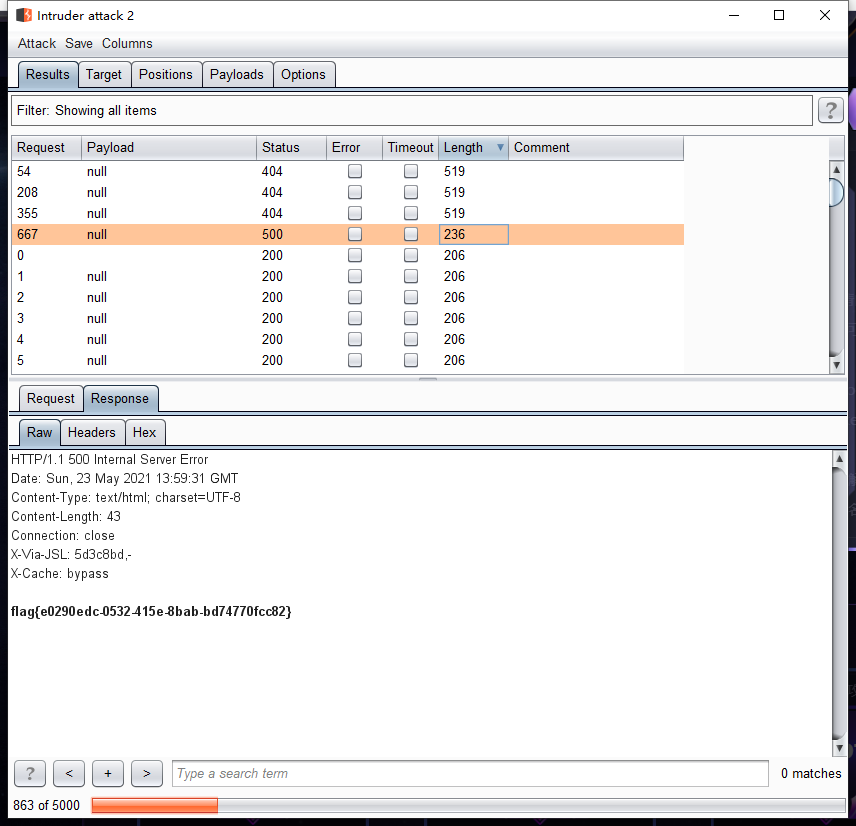 Intruder attack 2
Attack Save Columns
Results Target Positions Payloads Options
Filter: Showing all items ?
Request Payload Status Error Timeout Length Comment
54 null 404 519
208 null 404 519
355 null 404 519
667 null 500 236
0 200 206
1 null 200 206
2 null 200 206
3 null 200 206
4 null 200 206
5 null 200 206
Request Response
Raw Headers Hex
HTTP/1.1 500 Internal Server Error
Date: Sun, 23 May 2021 13:59:31 GMT
Content-Type: text/html; charset=UTF-8
Content-Length: 43
Connection: close
X-Via-JSL: 5d3c8bd,-
X-Cache: bypass
flag{e0290edc-0532-415e-8bab-bd74770fcc82}
? < + > Type a search term 0 matches
863 of 5000